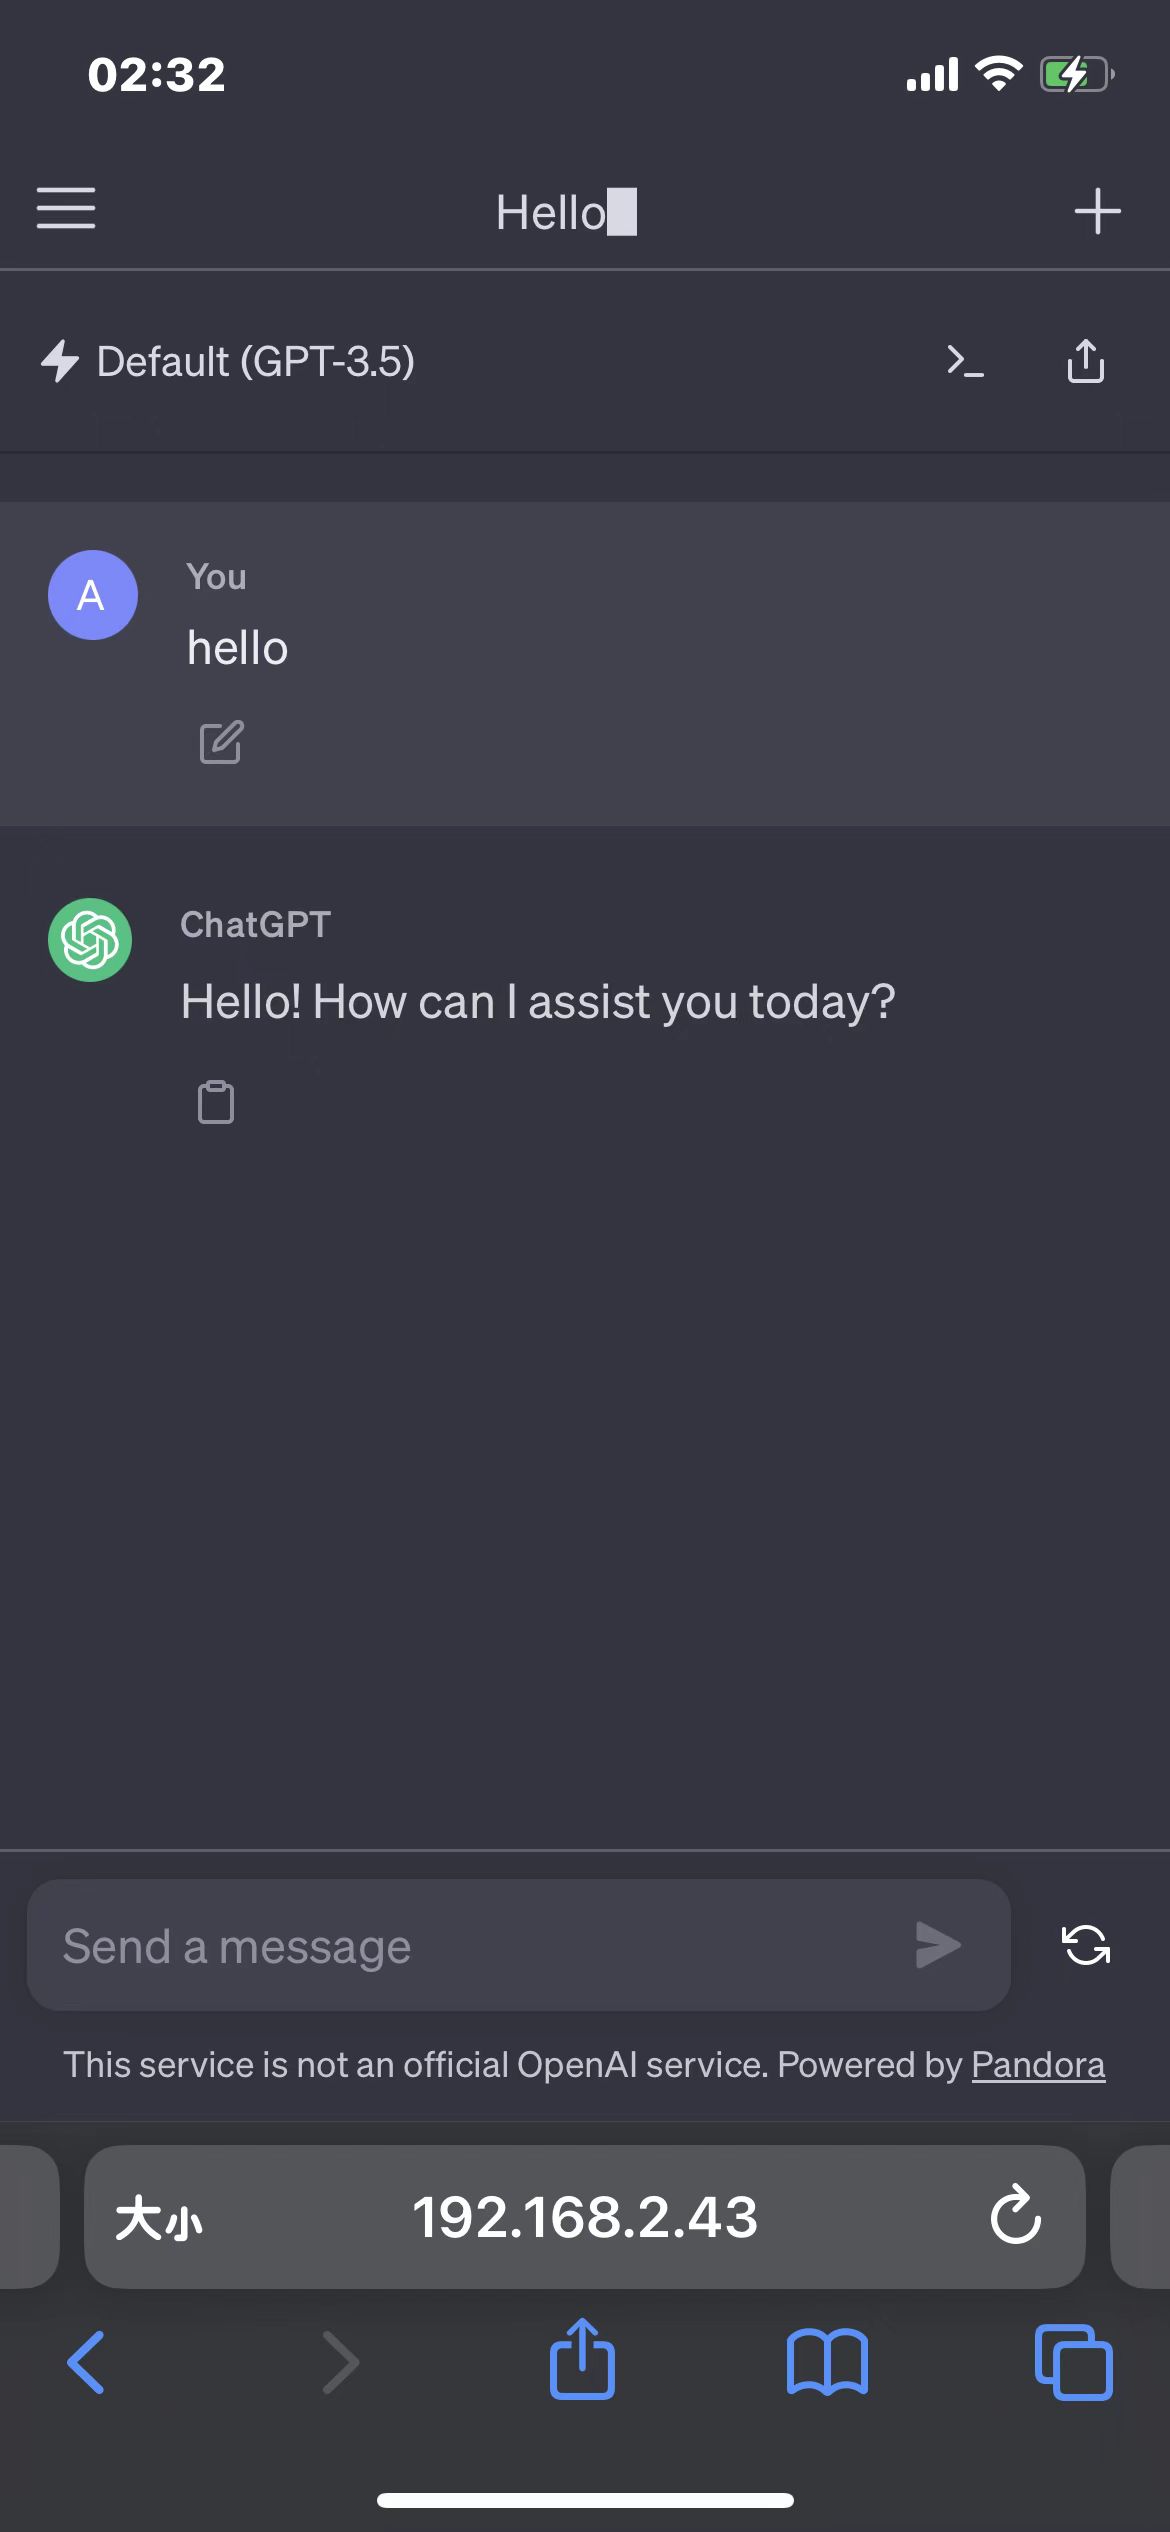 02:32
Hello
Default (GPT-3.5)
A
You
hello
ChatGPT
Hello! How can I assist you today?
Send a message
This service is not an official OpenAI service. Powered by Pandora
大小
192.168.2.43